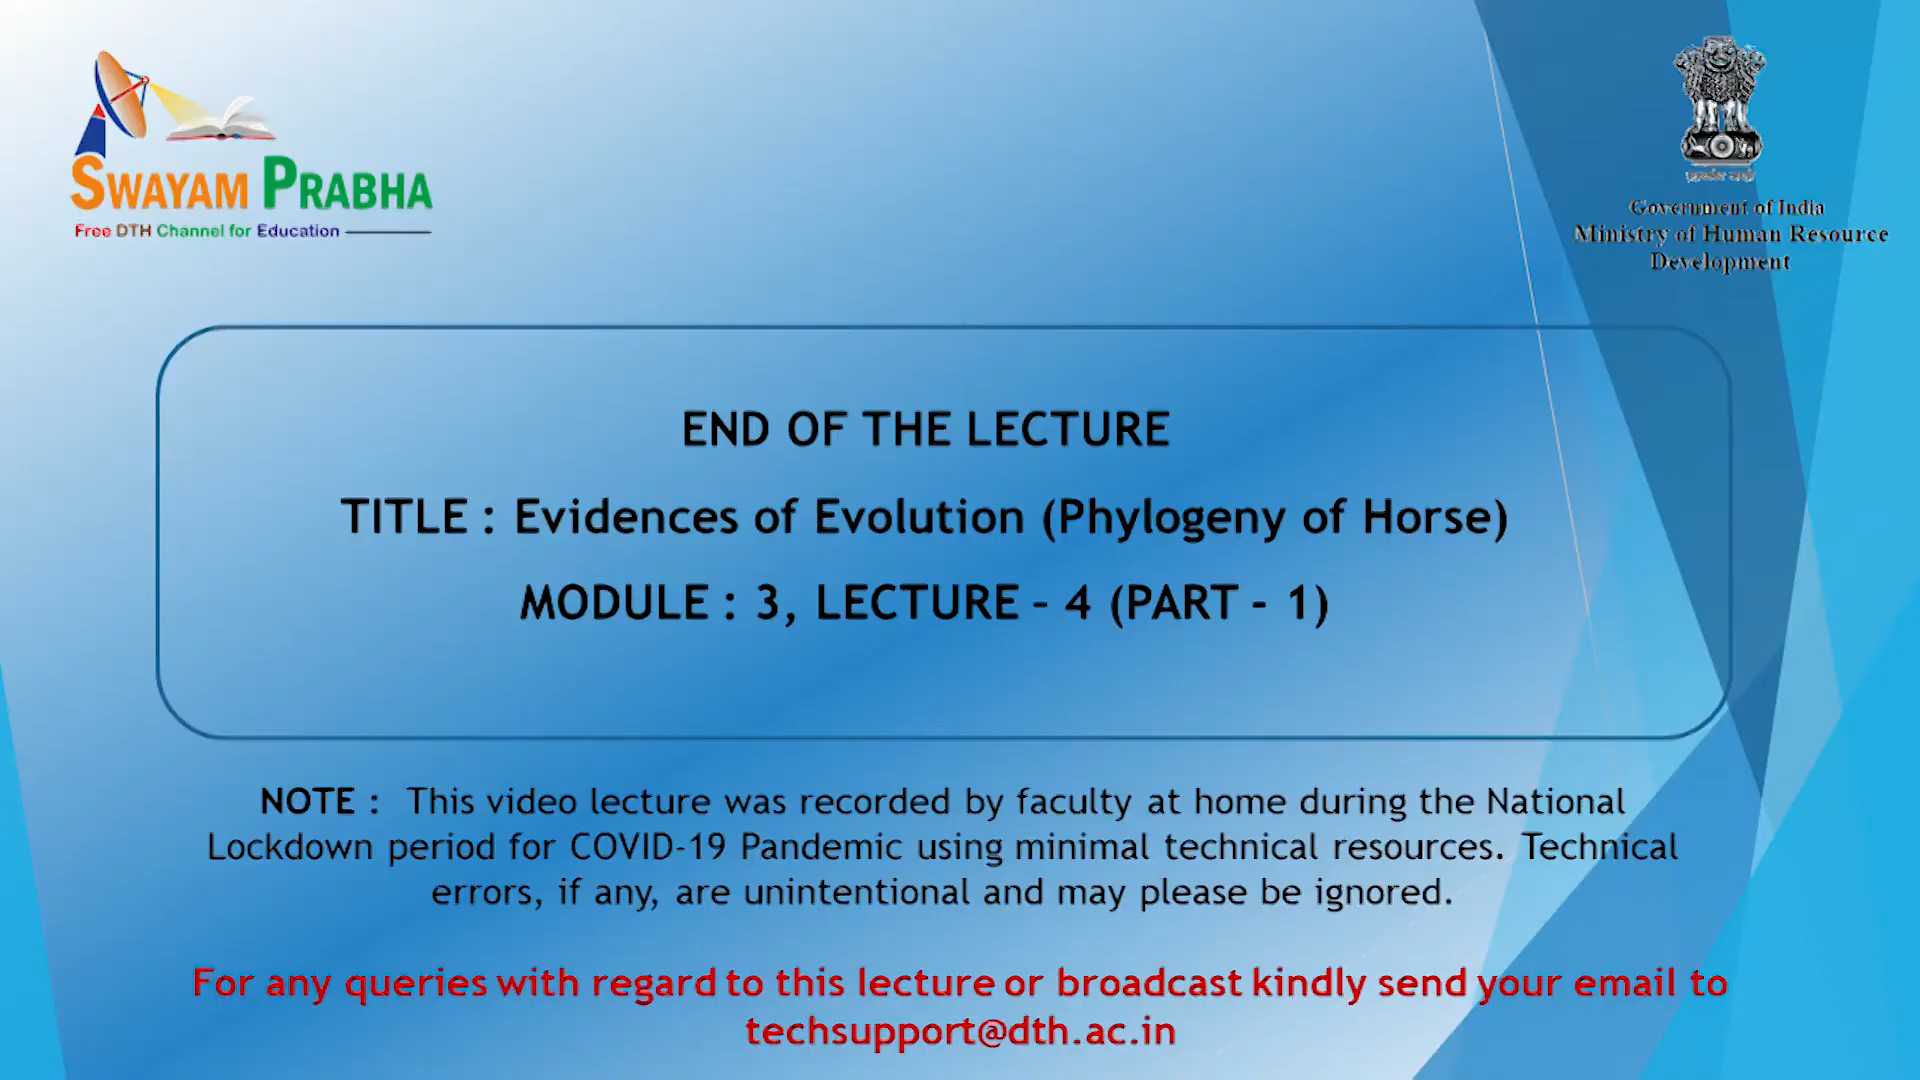 SWAYAM PRABHA
Free DTH Channel for Education
Government of India
Ministry of Human Resource
Development
END OF THE LECTURE
TITLE : Evidences of Evolution (Phylogeny of Horse)
MODULE : 3, LECTURE – 4 (PART - 1)
NOTE : This video lecture was recorded by faculty at home during the National
Lockdown period for COVID-19 Pandemic using minimal technical resources. Technical
errors, if any, are unintentional and may please be ignored.
For any queries with regard to this lecture or broadcast kindly send your email to
techsupport@dth.ac.in